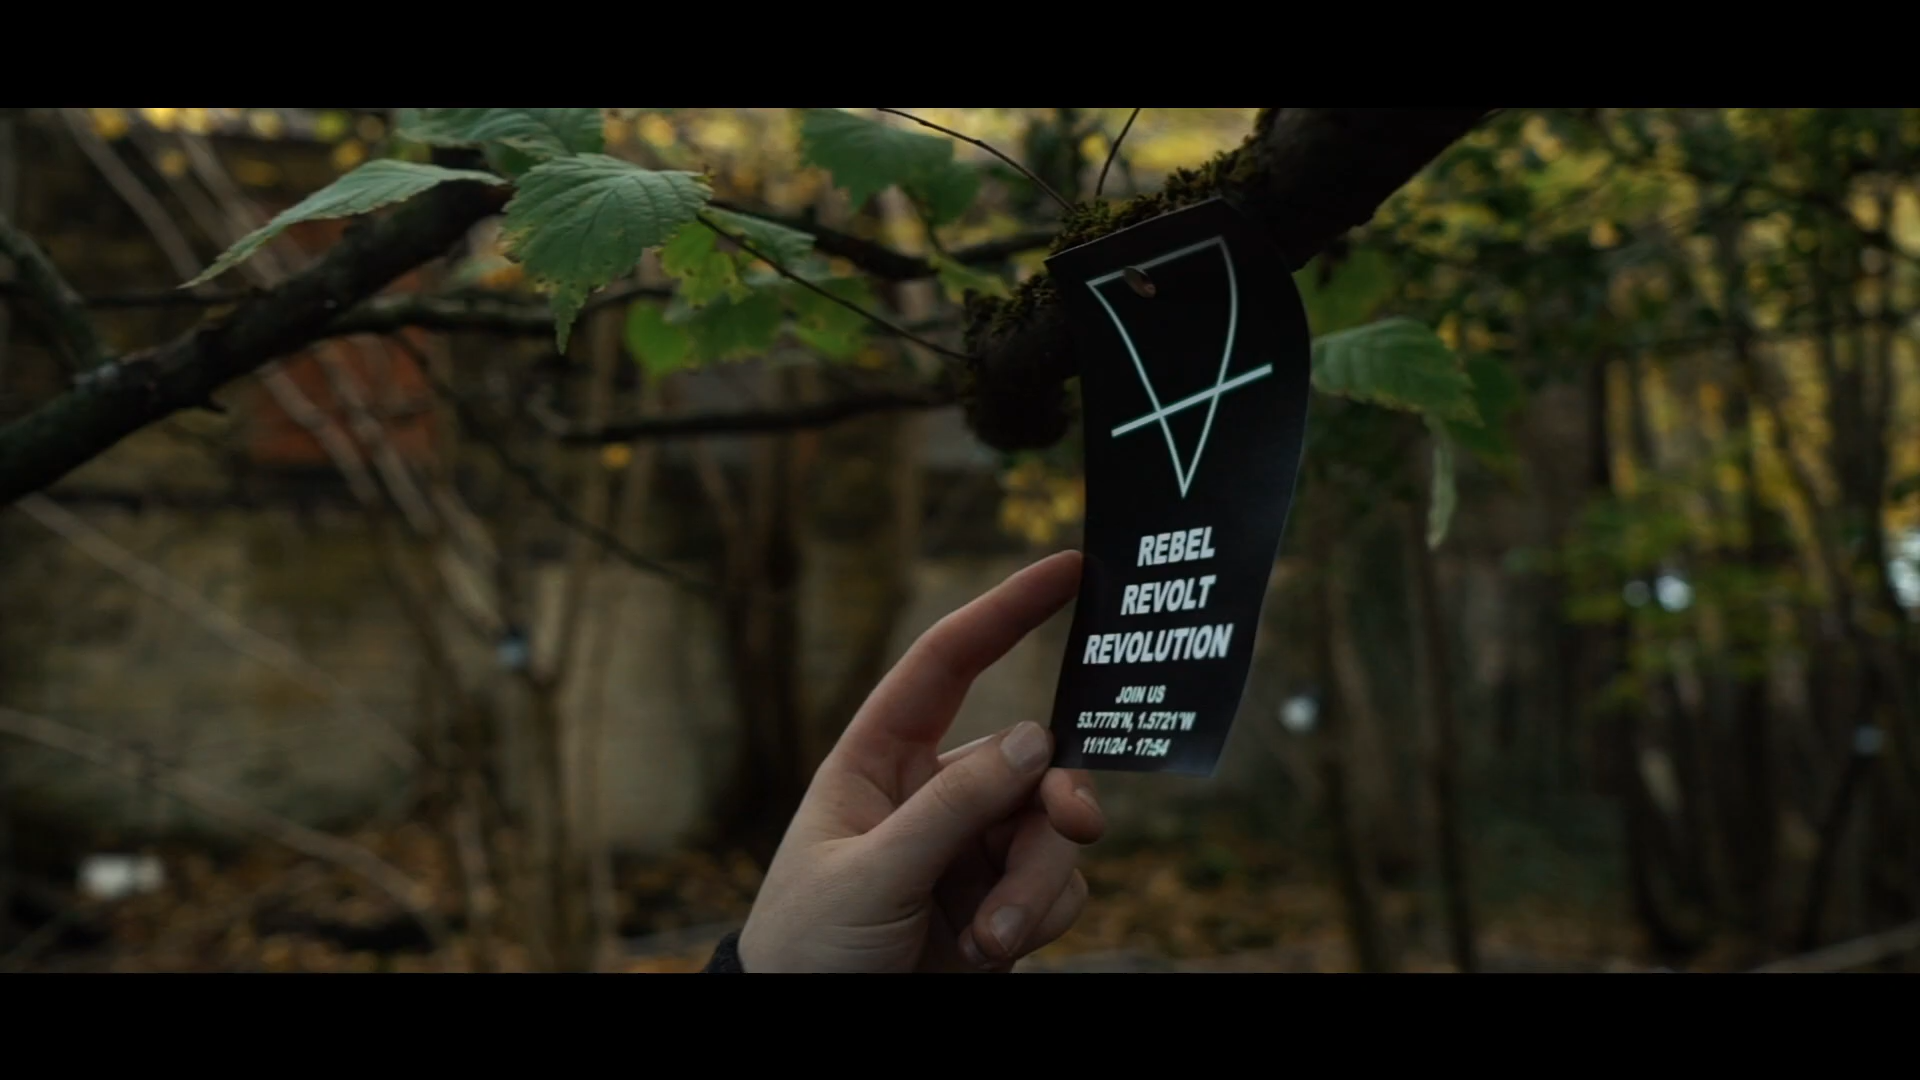 REBEL
REVOLT
REVOLUTION
JOIN US
53.7778°N, 1.5721°W
11/11/24 - 17:54